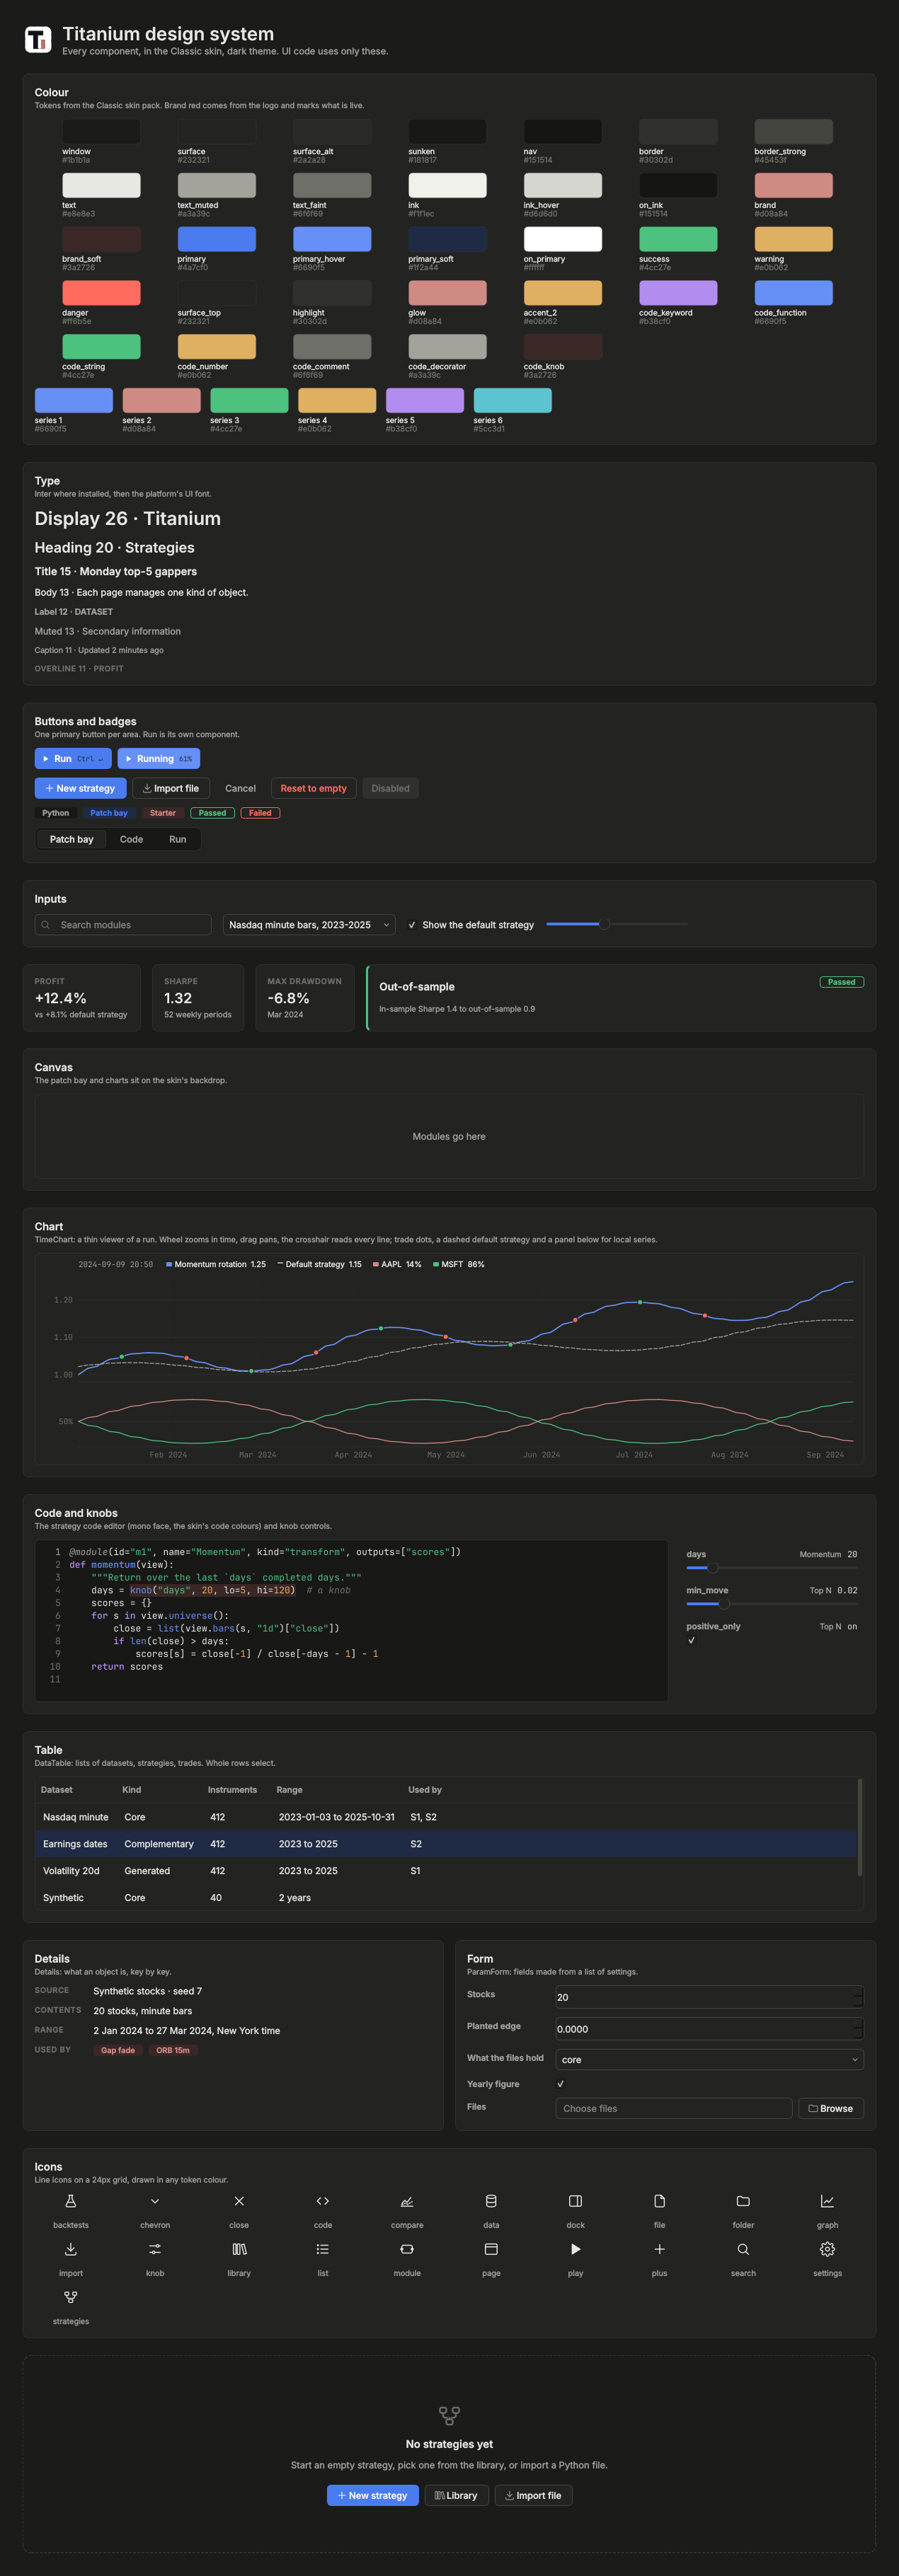 Titanium design system
Every component, in the Classic skin, dark theme. UI code uses only these.
Colour
Tokens from the Classic skin pack. Brand red comes from the logo and marks what is live.
window surface surface_alt sunken nav border border_strong
#1b1b1a #232321 #2a2a28 #181817 #151514 #30302d #45453f
text text_muted text_faint ink ink_hover on_ink brand
#e8e8e3 #a3a39c #6f6f69 #f1f1ec #d6d6d0 #151514 #d08a84
brand_soft primary primary_hover primary_soft on_primary success warning
#3a2726 #4a7cf0 #6690f5 #1f2a44 #ffffff #4cc27e #e0b062
danger surface_top highlight glow accent_2 code_keyword code_function
#ff6b5e #232321 #30302d #d08a84 #e0b062 #b38cf0 #6690f5
code_string code_number code_comment code_decorator code_knob
#4cc27e #e0b062 #6f6f69 #a3a39c #3a2726
series 1 series 2 series 3 series 4 series 5 series 6
#6690f5 #d08a84 #4cc27e #e0b062 #b38cf0 #5cc3d1
Type
Inter where installed, then the platform's UI font.
Display 26 · Titanium
Heading 20 · Strategies
Title 15 · Monday top-5 gappers
Body 13 · Each page manages one kind of object.
Label 12 · DATASET
Muted 13 · Secondary information
Caption 11 · Updated 2 minutes ago
OVERLINE 11 · PROFIT
Buttons and badges
One primary button per area. Run is its own component.
Run Ctrl ↵ Running 61%
New strategy Import file Cancel Reset to empty Disabled
Python Patch bay Starter Passed Failed
Patch bay Code Run
Inputs
Search modules Nasdaq minute bars, 2023-2025 Show the default strategy
PROFIT SHARPE MAX DRAWDOWN
+12.4% 1.32 -6.8%
vs +8.1% default strategy 52 weekly periods Mar 2024
Out-of-sample Passed
In-sample Sharpe 1.4 to out-of-sample 0.9
Canvas
The patch bay and charts sit on the skin's backdrop.
Modules go here
Chart
TimeChart: a thin viewer of a run. Wheel zooms in time, drag pans, the crosshair reads every line; trade dots, a dashed default strategy and a panel below for local series.
2024-09-09 20:50 Momentum rotation 1.25 Default strategy 1.15 AAPL 14% MSFT 86%
1.20
1.10
1.00
50%
Feb 2024 Mar 2024 Apr 2024 May 2024 Jun 2024 Jul 2024 Aug 2024 Sep 2024
Code and knobs
The strategy code editor (mono face, the skin's code colours) and knob controls.
1 @module(id="m1", name="Momentum", kind="transform", outputs=["scores"])
2 def momentum(view):
3 """Return over the last `days` completed days."""
4 days = knob("days", 20, lo=5, hi=120) # a knob
5 scores = {}
6 for s in view.universe():
7 close = list(view.bars(s, "1d")["close"])
8 if len(close) > days:
9 scores[s] = close[-1] / close[-days - 1] - 1
10 return scores
11
days Momentum 20
min_move Top N 0.02
positive_only Top N on
Table
DataTable: lists of datasets, strategies, trades. Whole rows select.
Dataset Kind Instruments Range Used by
Nasdaq minute Core 412 2023-01-03 to 2025-10-31 S1, S2
Earnings dates Complementary 412 2023 to 2025 S2
Volatility 20d Generated 412 2023 to 2025 S1
Synthetic Core 40 2 years
Details
Details: what an object is, key by key.
SOURCE Synthetic stocks · seed 7
CONTENTS 20 stocks, minute bars
RANGE 2 Jan 2024 to 27 Mar 2024, New York time
USED BY Gap fade ORB 15m
Form
ParamForm: fields made from a list of settings.
Stocks 20
Planted edge 0.0000
What the files hold core
Yearly figure
Files Choose files Browse
Icons
Line icons on a 24px grid, drawn in any token colour.
backtests chevron close code compare data dock file folder graph
import knob library list module page play plus search settings
strategies
No strategies yet
Start an empty strategy, pick one from the library, or import a Python file.
New strategy Library Import file